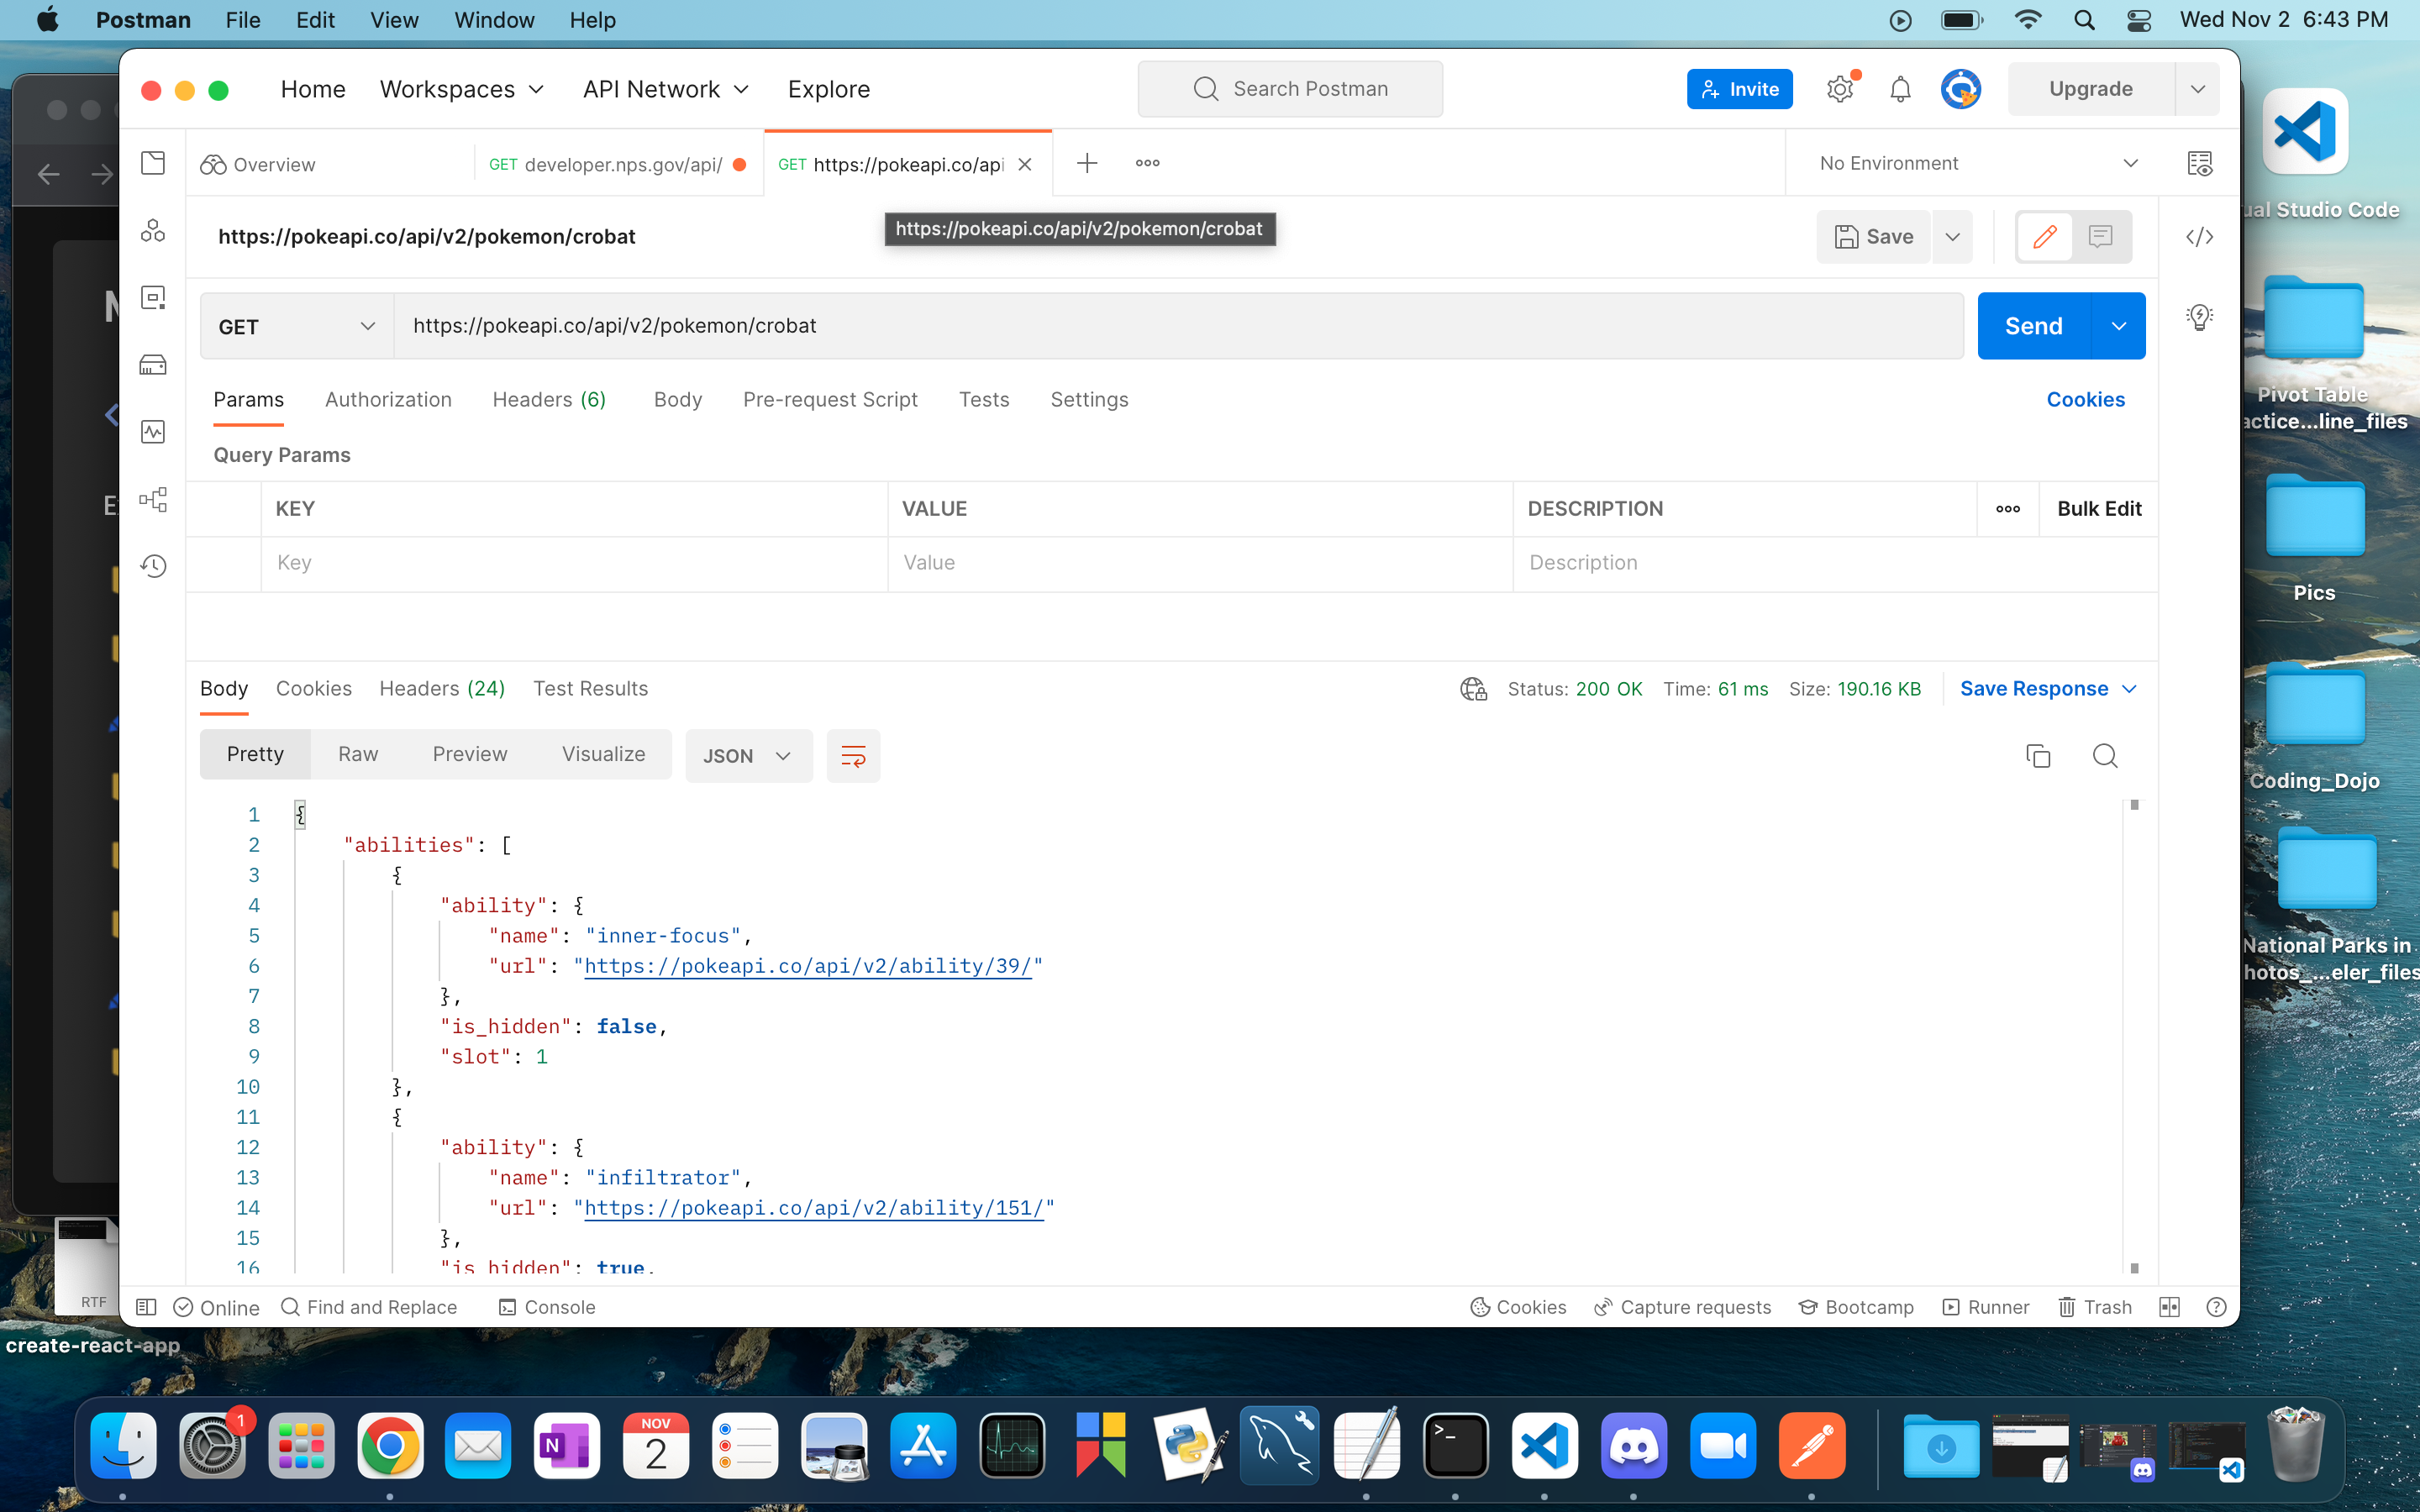 Postman File Edit View Window Help Wed Nov 2 6:43 PM
Home Workspaces API Network Explore Search Postman Invite Upgrade
Overview GET developer.nps.gov/api/ GET https://pokeapi.co/api No Environment
https://pokeapi.co/api/v2/pokemon/crobat https://pokeapi.co/api/v2/pokemon/crobat Save
GET https://pokeapi.co/api/v2/pokemon/crobat Send
Params Authorization Headers (6) Body Pre-request Script Tests Settings Cookies
Query Params
KEY VALUE DESCRIPTION Bulk Edit
Key Value Description
Body Cookies Headers (24) Test Results Status: 200 OK Time: 61 ms Size: 190.16 KB Save Response
Pretty Raw Preview Visualize JSON
1 {
2 "abilities": [
3 {
4 "ability": {
5 "name": "inner-focus",
6 "url": "https://pokeapi.co/api/v2/ability/39/"
7 },
8 "is_hidden": false,
9 "slot": 1
10 },
11 {
12 "ability": {
13 "name": "infiltrator",
14 "url": "https://pokeapi.co/api/v2/ability/151/"
15 },
16 "is_hidden": true,
Online Find and Replace Console Cookies Capture requests Bootcamp Runner Trash
ual Studio Code
Pivot Table
actice...line_files
Pics
Coding_Dojo
National Parks in
hotos_...eler_files
RTF
create-react-app
1
N
NOV
2